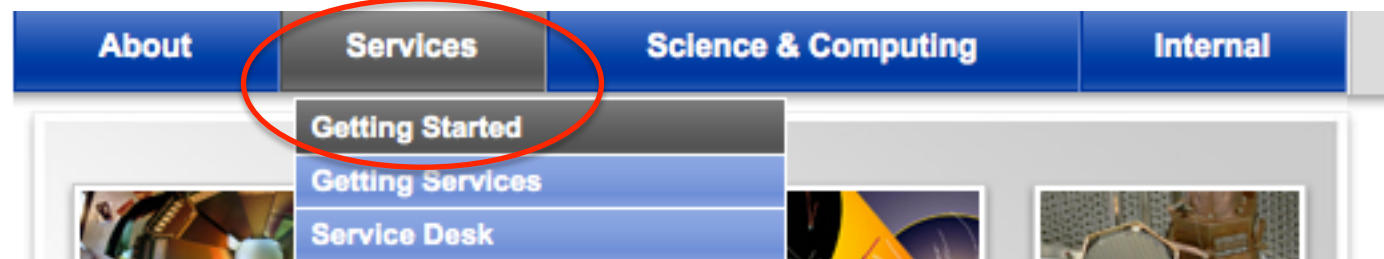 About Services Science & Computing Internal
Getting Started
Getting Services
Service Desk